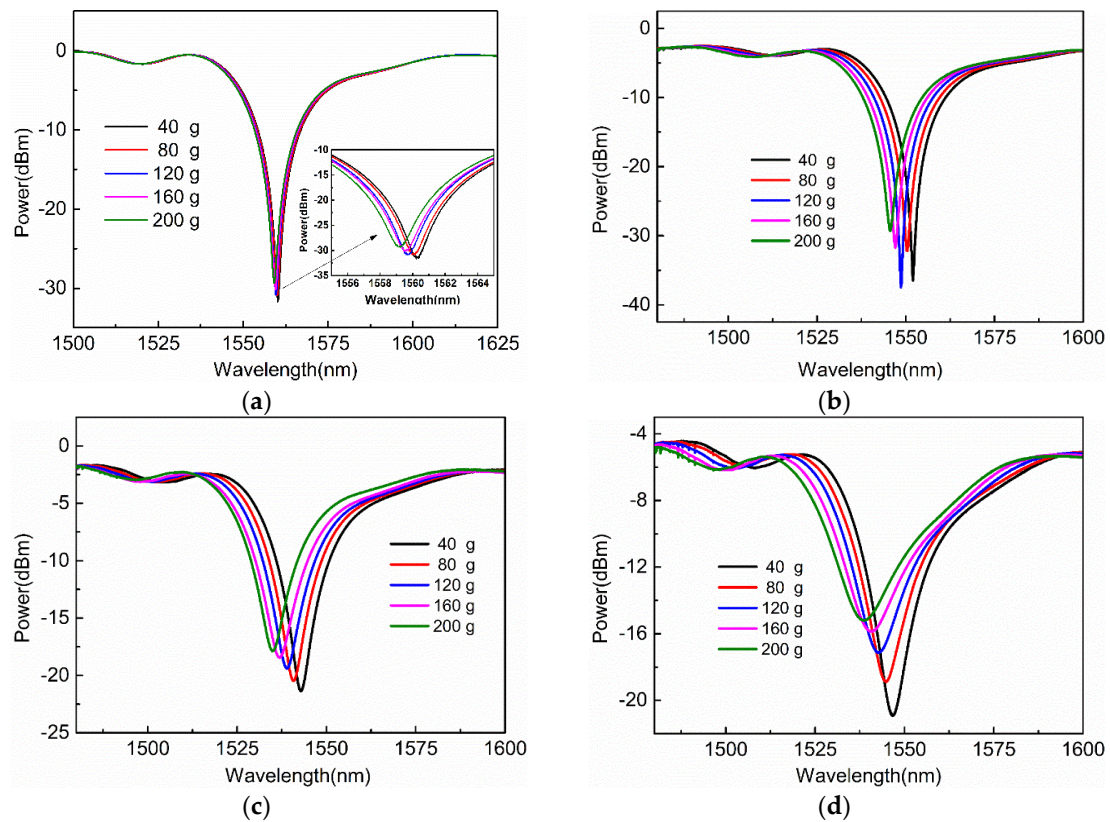 0
-10
-20
-30
Power(dBm)
40 g
80 g
120 g
160 g
200 g
-10
-15
-20
-25
-30
-35
Power(dBm)
1556 1558 1560 1562 1564
Wavelength(nm)
1500 1525 1550 1575 1600 1625
Wavelength(nm)
(a)
0
-10
-20
-30
-40
Power(dBm)
40 g
80 g
120 g
160 g
200 g
1500 1525 1550 1575 1600
Wavelength(nm)
(b)
0
-5
-10
-15
-20
-25
Power(dBm)
40 g
80 g
120 g
160 g
200 g
1500 1525 1550 1575 1600
Wavelength(nm)
(c)
-4
-8
-12
-16
-20
Power(dBm)
40 g
80 g
120 g
160 g
200 g
1500 1525 1550 1575 1600
Wavelength(nm)
(d)